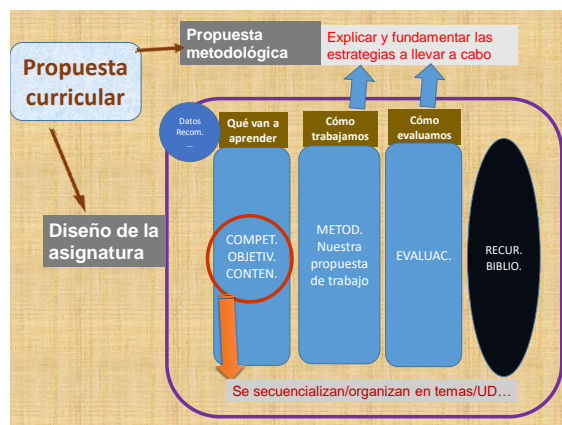 Propuesta
metodológica
Explicar y fundamentar las
estrategias a llevar a cabo
Propuesta
curricular
Datos
Recom.
...
Qué van a
aprender
Cómo
trabajamos
Cómo
evaluamos
Diseño de la
asignatura
COMPET.
OBJETIV.
CONTEN.
METOD.
Nuestra
propuesta
de trabajo
EVALUAC.
RECUR.
BIBLIO.
Se secuencializan/organizan en temas/UD…